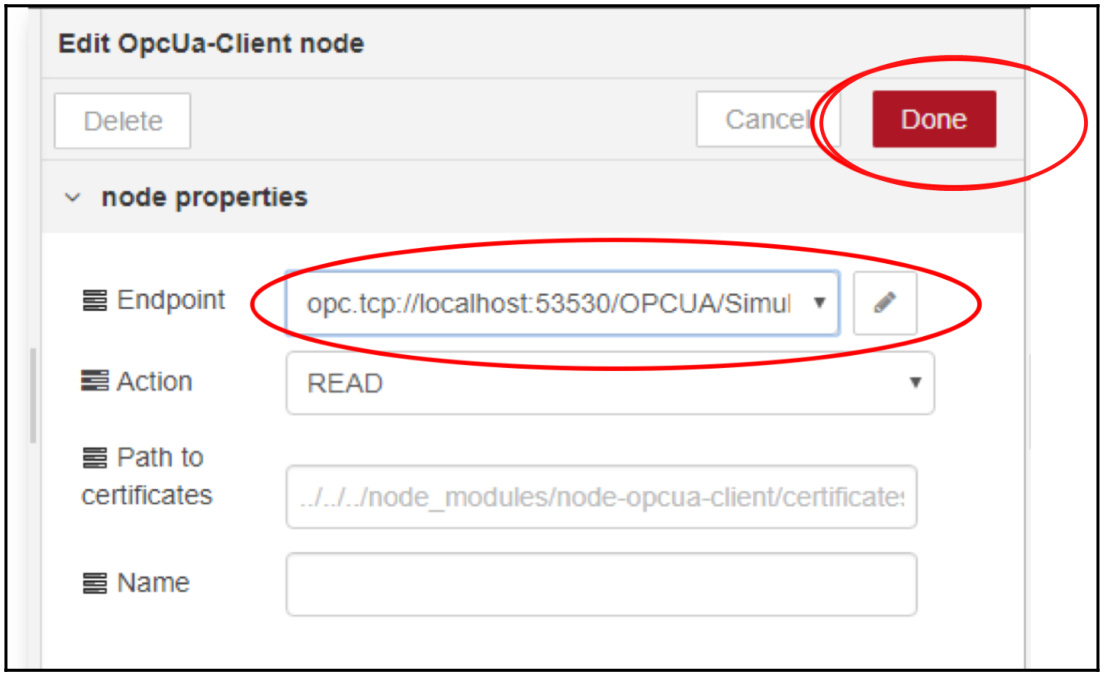 Edit OpcUa-Client node
Delete
Cancel
Done
node properties
Endpoint
opc.tcp://localhost:53530/OPCUA/Simul
Action
READ
Path to
certificates
../../../node_modules/node-opcua-client/certificates
Name